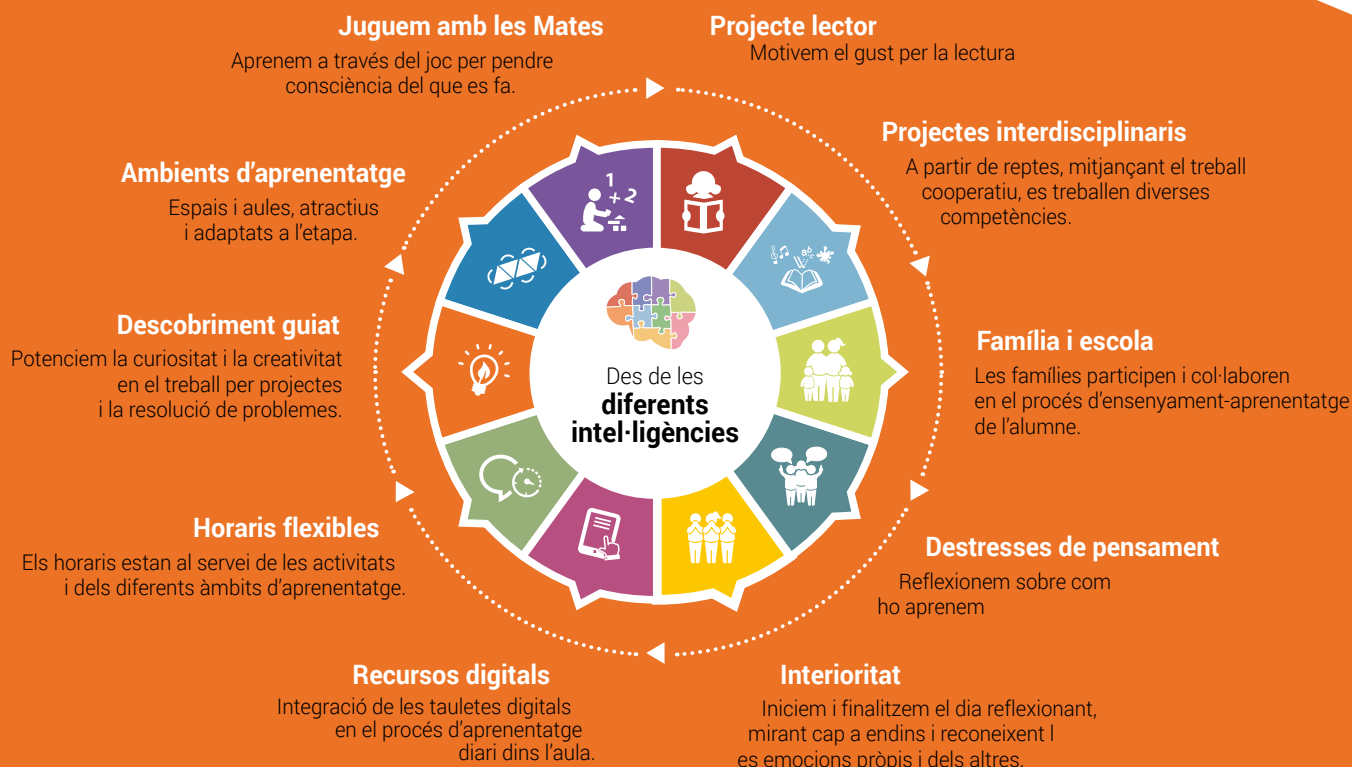 Juguem amb les Mates
Aprenem a través del joc per pendre
consciència del que es fa.
Projecte lector
Motivem el gust per la lectura
Projectes interdisciplinaris
A partir de reptes, mitjançant el treball
cooperatiu, es treballen diverses
competències.
Família i escola
Les famílies participen i col·laboren
en el procés d'ensenyament-aprenentatge
de l'alumne.
Destresses de pensament
Reflexionem sobre com
ho aprenem
Interioritat
Iniciem i finalitzem el dia reflexionant,
mirant cap a endins i reconeixent l
es emocions pròpis i dels altres.
Recursos digitals
Integració de les tauletes digitals
en el procés d'aprenentatge
diari dins l'aula.
Horaris flexibles
Els horaris estan al servei de les activitats
i dels diferents àmbits d'aprenentatge.
Descobriment guiat
Potenciem la curiositat i la creativitat
en el treball per projectes
i la resolució de problemes.
Ambients d'aprenentatge
Espais i aules, atractius
i adaptats a l'etapa.
1
+2
abc
Des de les
diferents
intel·ligències